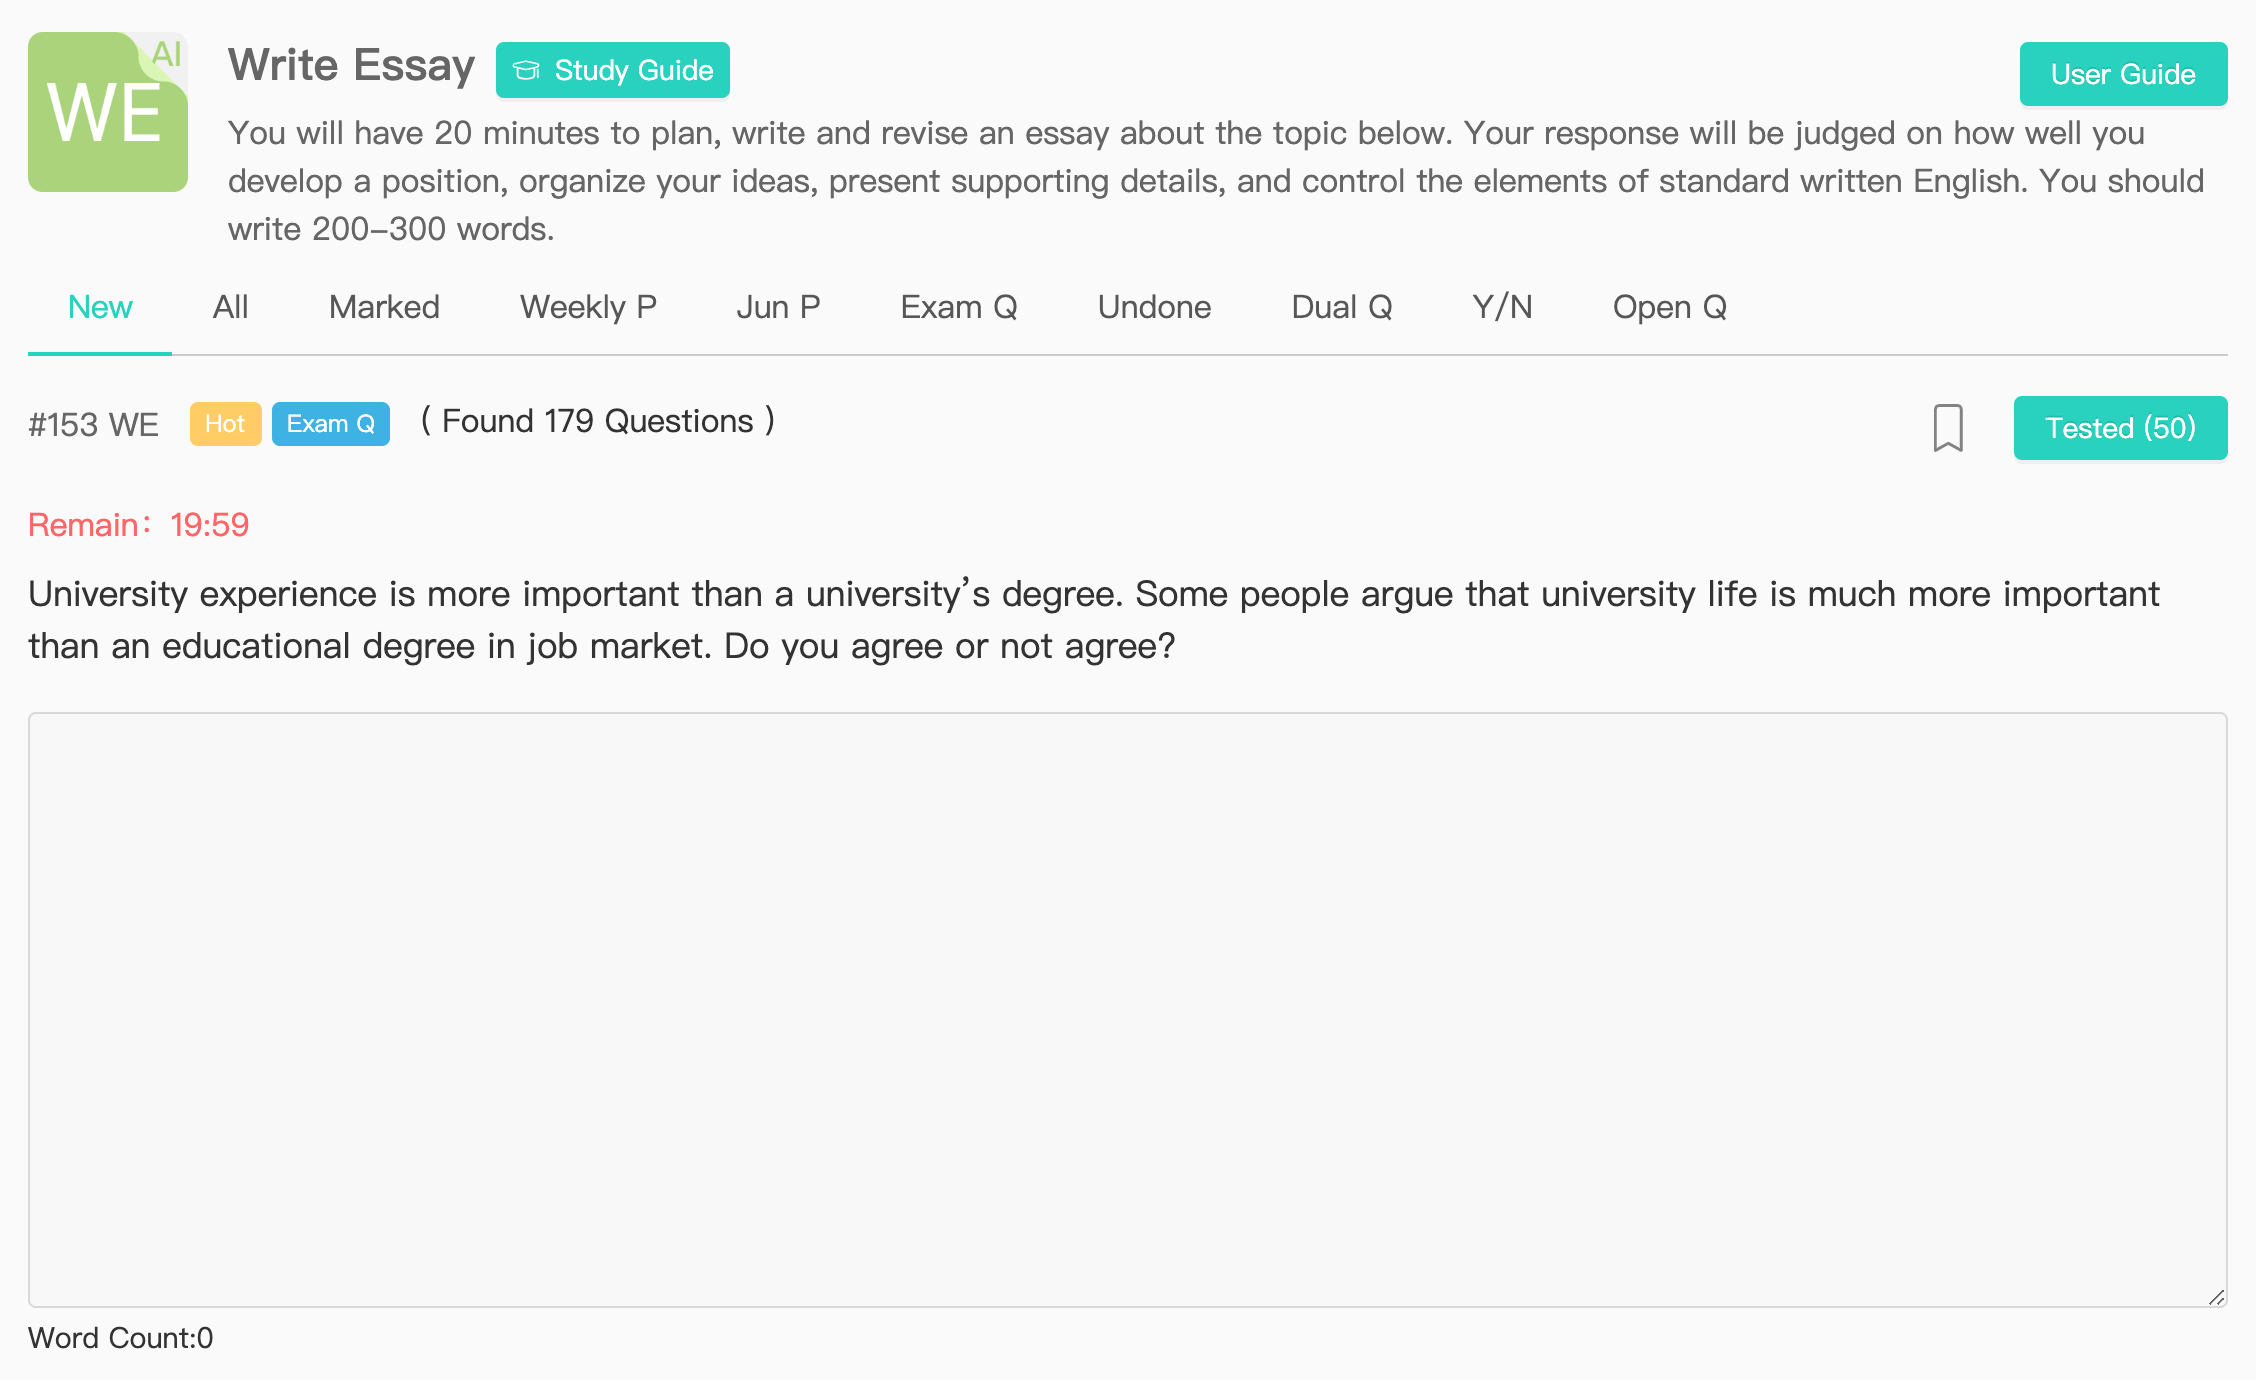 AI
WE
Write Essay
Study Guide
User Guide
You will have 20 minutes to plan, write and revise an essay about the topic below. Your response will be judged on how well you
develop a position, organize your ideas, present supporting details, and control the elements of standard written English. You should
write 200–300 words.
New All Marked Weekly P Jun P Exam Q Undone Dual Q Y/N Open Q
#153 WE Hot Exam Q ( Found 179 Questions ) Tested (50)
Remain：19:59
University experience is more important than a university’s degree. Some people argue that university life is much more important
than an educational degree in job market. Do you agree or not agree?
Word Count:0